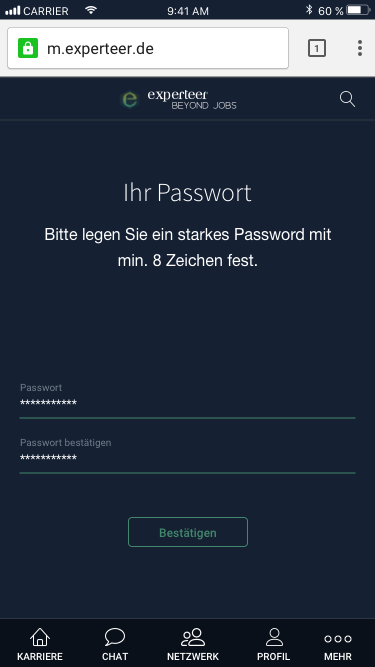 CARRIER 9:41 AM 60 %
m.experteer.de 1
e experteer
BEYOND JOBS
Ihr Passwort
Bitte legen Sie ein starkes Password mit
min. 8 Zeichen fest.
Passwort
***********
Passwort bestätigen
***********
Bestätigen
KARRIERE CHAT NETZWERK PROFIL MEHR